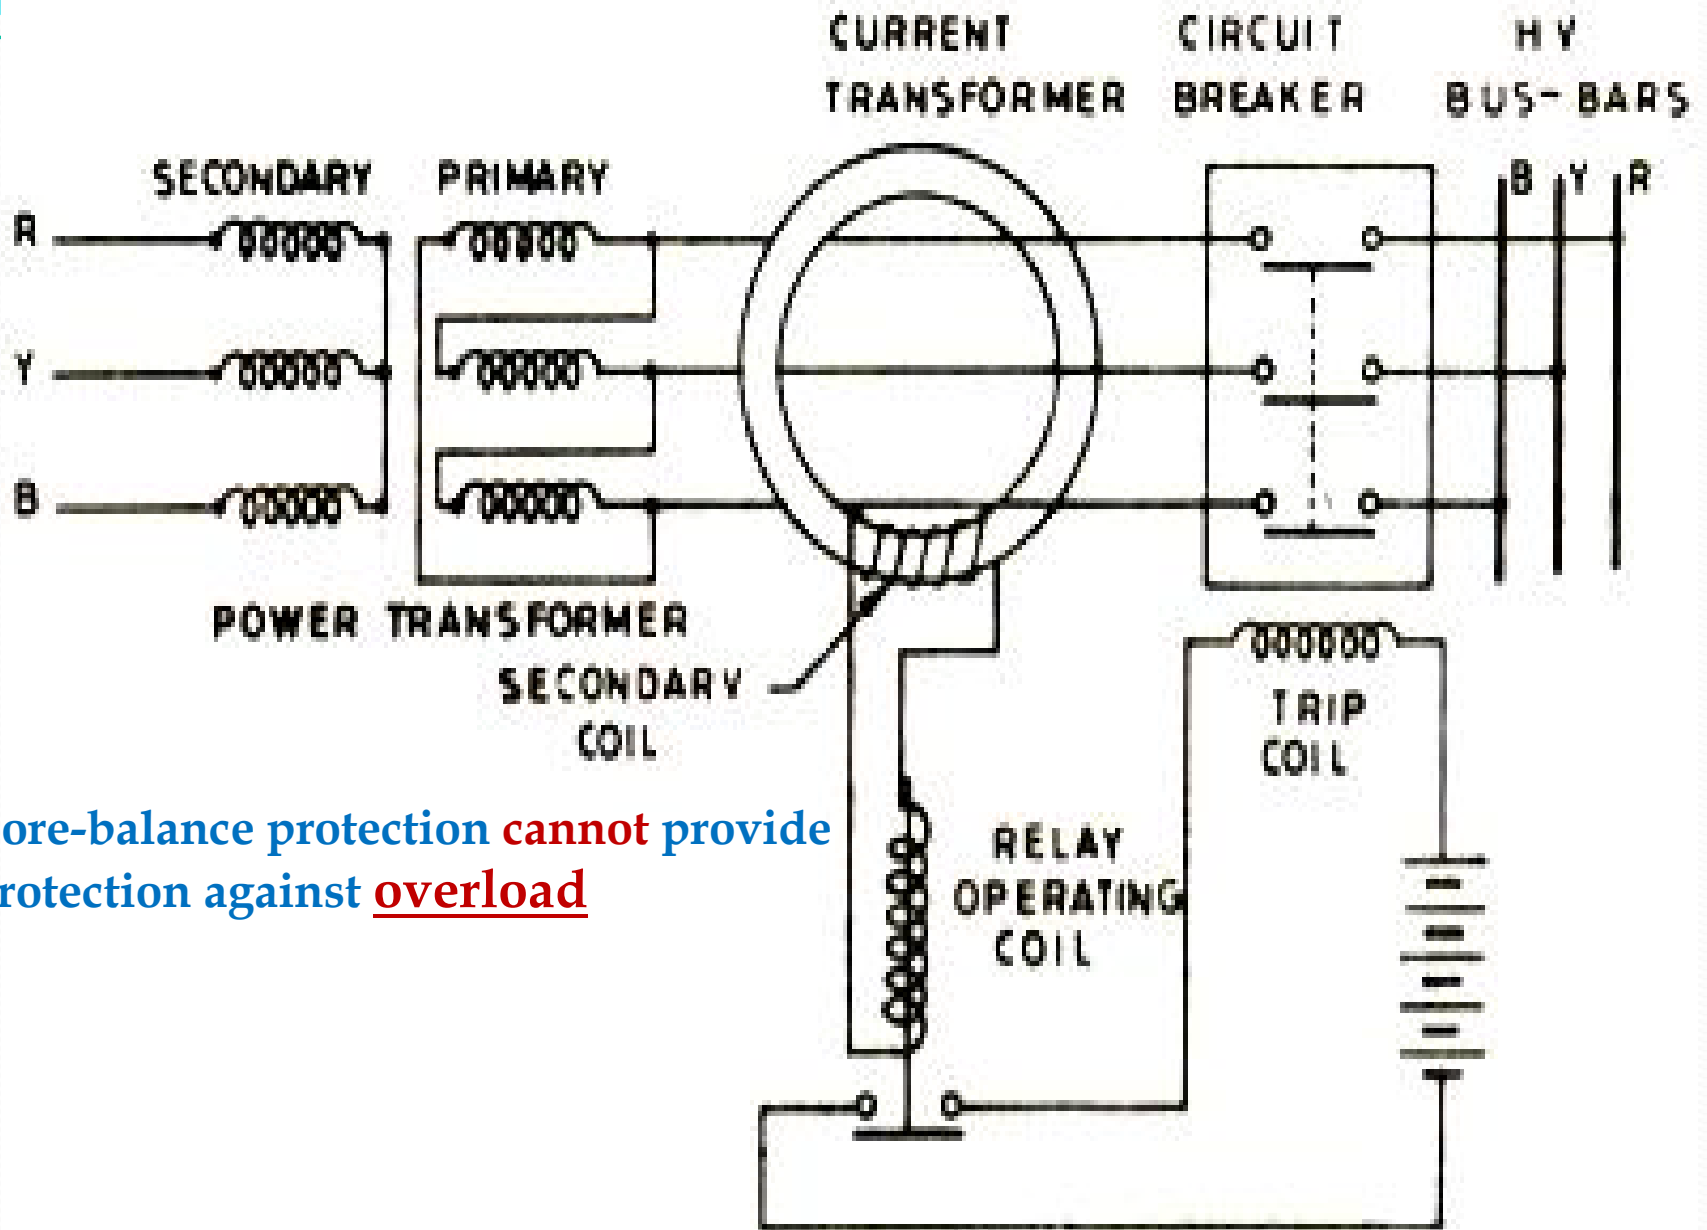 CURRENT
TRANSFORMER
CIRCUIT
BREAKER
H V
BUS-BARS
SECONDARY
PRIMARY
B Y R
R
Y
B
POWER TRANSFORMER
SECONDARY
COIL
TRIP
COIL
ore-balance protection cannot provide
rotection against overload
RELAY
OPERATING
COIL